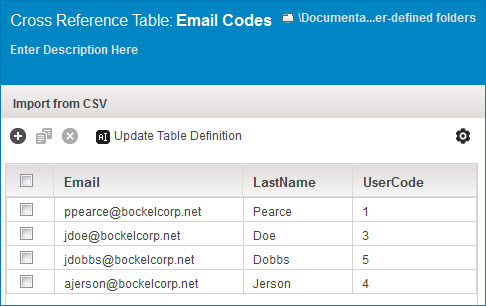 Cross Reference Table: Email Codes \Documenta...er-defined folders
Enter Description Here
Import from CSV
AI Update Table Definition
Email LastName UserCode
ppearce@bockelcorp.net Pearce 1
jdoe@bockelcorp.net Doe 3
jdobbs@bockelcorp.net Dobbs 5
ajerson@bockelcorp.net Jerson 4